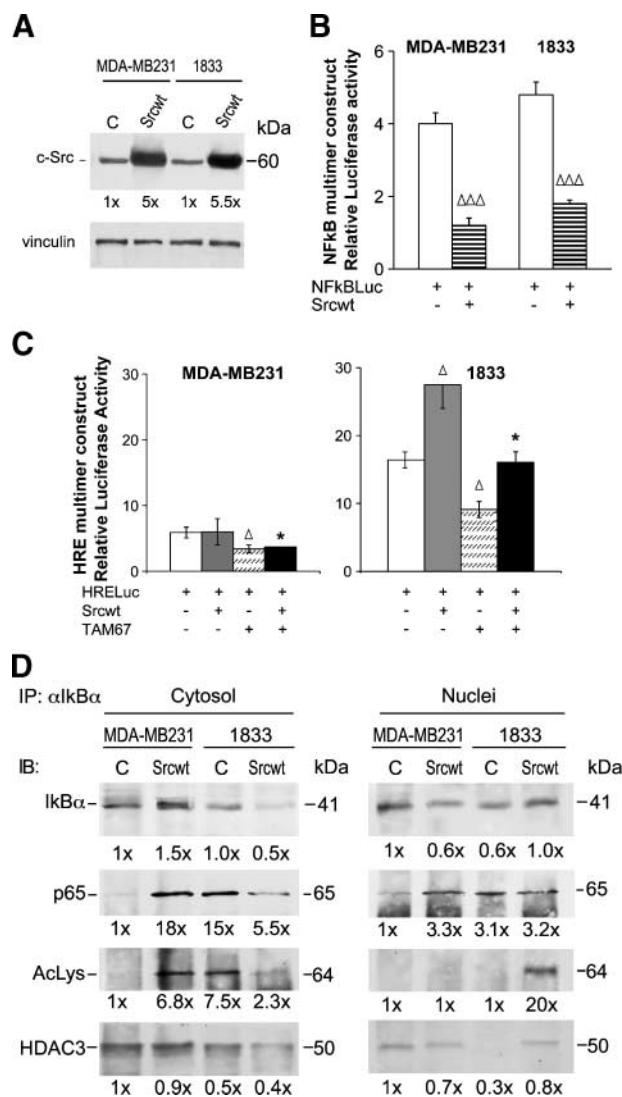 A
MDA-MB231 1833
C Srcwt C Srcwt kDa
c-Src 60
1x 5x 1x 5.5x
vinculin
B
MDA-MB231 1833
NFkB multimer construct
Relative Luciferase activity
6
4
2
0
ΔΔΔ ΔΔΔ
NFkBLuc + + + +
Srcwt - + - +
C
HRE multimer construct
Relative Luciferase Activity
MDA-MB231
30
20
10
0
Δ *
HRELuc + + + +
Srcwt - + - +
TAM67 - - + +
1833
30
20
10
0
Δ Δ *
+ + + +
- + - +
- - + +
D
IP: αIkBα Cytosol Nuclei
MDA-MB231 1833 MDA-MB231 1833
IB: C Srcwt C Srcwt kDa C Srcwt C Srcwt kDa
IkBα– –41 –41
1x 1.5x 1.0x 0.5x 1x 0.6x 0.6x 1.0x
p65– –65 –65
1x 18x 15x 5.5x 1x 3.3x 3.1x 3.2x
AcLys– –64 –64
1x 6.8x 7.5x 2.3x 1x 1x 1x 20x
HDAC3– –50 –50
1x 0.9x 0.5x 0.4x 1x 0.7x 0.3x 0.8x